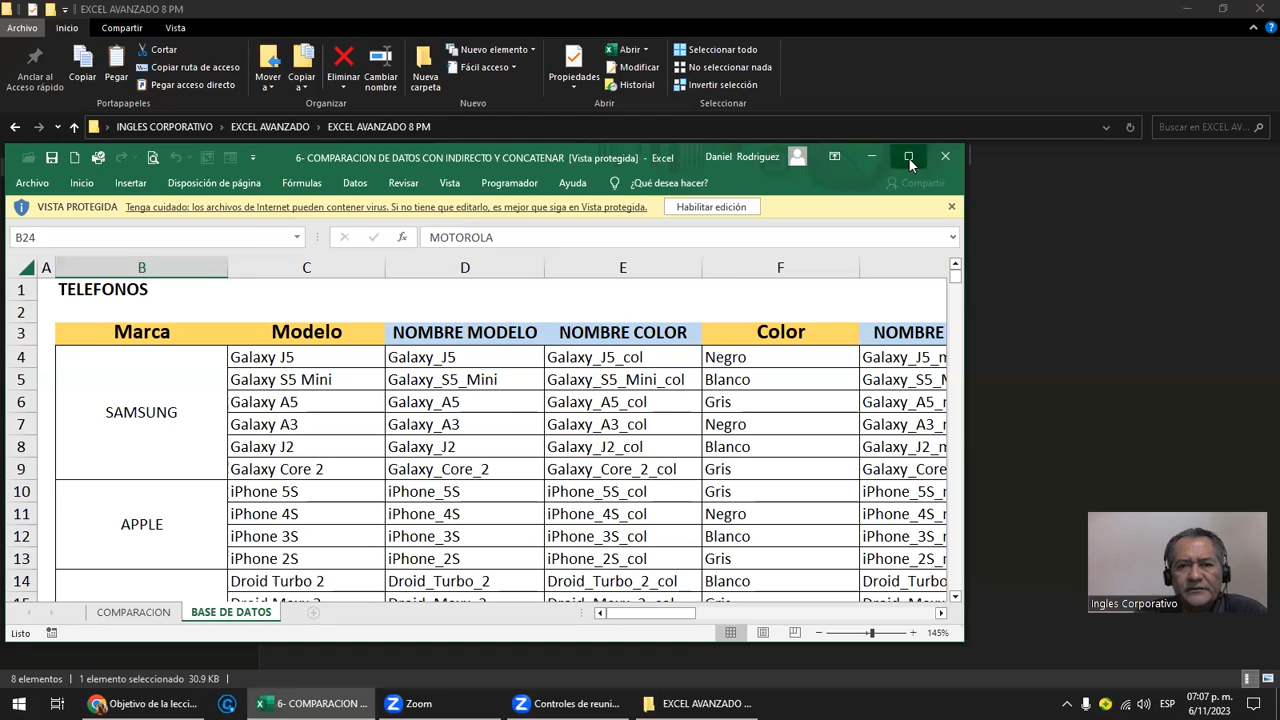 EXCEL AVANZADO 8 PM
Archivo Inicio Compartir Vista
Anclar al Acceso rápido
Copiar
Pegar
Cortar
Copiar ruta de acceso
Pegar acceso directo
Mover a
Copiar a
Eliminar
Cambiar nombre
Nueva carpeta
Nuevo elemento
Fácil acceso
Propiedades
Abrir
Modificar
Historial
Seleccionar todo
No seleccionar nada
Invertir selección
Portapapeles Organizar Nuevo Abrir Seleccionar
INGLES CORPORATIVO > EXCEL AVANZADO > EXCEL AVANZADO 8 PM
Buscar en EXCEL AV...
6- COMPARACION DE DATOS CON INDIRECTO Y CONCATENAR [Vista protegida] - Excel
Daniel Rodriguez
Archivo Inicio Insertar Disposición de página Fórmulas Datos Revisar Vista Programador Ayuda ¿Qué desea hacer? Compartir
VISTA PROTEGIDA Tenga cuidado: los archivos de Internet pueden contener virus. Si no tiene que editarlo, es mejor que siga en Vista protegida. Habilitar edición
B24 fx MOTOROLA
A B C D E F
1 TELEFONOS
2
3 Marca Modelo NOMBRE MODELO NOMBRE COLOR Color NOMBRE
4 Galaxy J5 Galaxy_J5 Galaxy_J5_col Negro Galaxy_J5_m
5 Galaxy S5 Mini Galaxy_S5_Mini Galaxy_S5_Mini_col Blanco Galaxy_S5_M
6 SAMSUNG Galaxy A5 Galaxy_A5 Galaxy_A5_col Gris Galaxy_A5_m
7 Galaxy A3 Galaxy_A3 Galaxy_A3_col Negro Galaxy_A3_m
8 Galaxy J2 Galaxy_J2 Galaxy_J2_col Blanco Galaxy_J2_m
9 Galaxy Core 2 Galaxy_Core_2 Galaxy_Core_2_col Gris Galaxy_Core
10 iPhone 5S iPhone_5S iPhone_5S_col Gris iPhone_5S_m
11 APPLE iPhone 4S iPhone_4S iPhone_4S_col Negro iPhone_4S_m
12 iPhone 3S iPhone_3S iPhone_3S_col Blanco iPhone_3S_m
13 iPhone 2S iPhone_2S iPhone_2S_col Gris iPhone_2S_m
14 Droid Turbo 2 Droid_Turbo_2 Droid_Turbo_2_col Blanco Droid_Turbo
COMPARACION BASE DE DATOS
Listo 145%
Ingles Corporativo
8 elementos 1 elemento seleccionado 30.9 KB
Objetivo de la lecci... 6- COMPARACION ... Zoom Controles de reuni... EXCEL AVANZADO ...
ESP
07:07 p. m.
6/11/2023